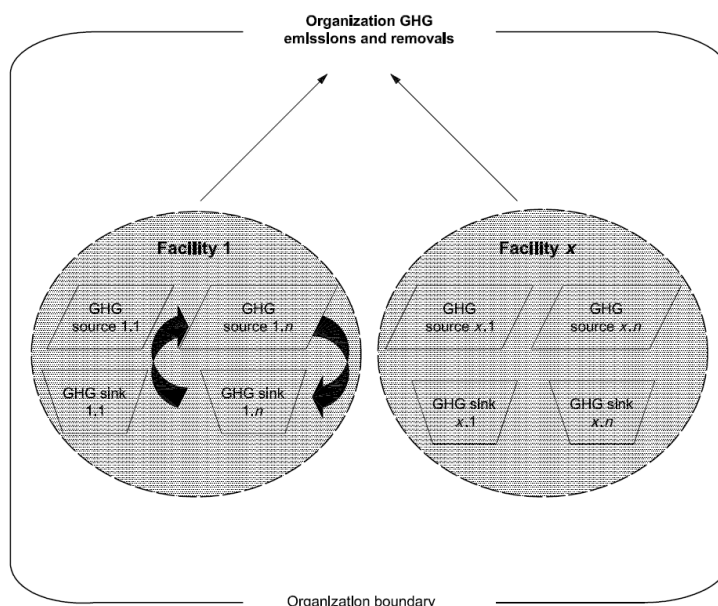 Organization GHG
emissions and removals
Facility 1
GHG
source 1.1
GHG
source 1.n
GHG sink
1.1
GHG sink
1.n
Facility x
GHG
source x.1
GHG
source x.n
GHG sink
x.1
GHG sink
x.n
Organization boundary